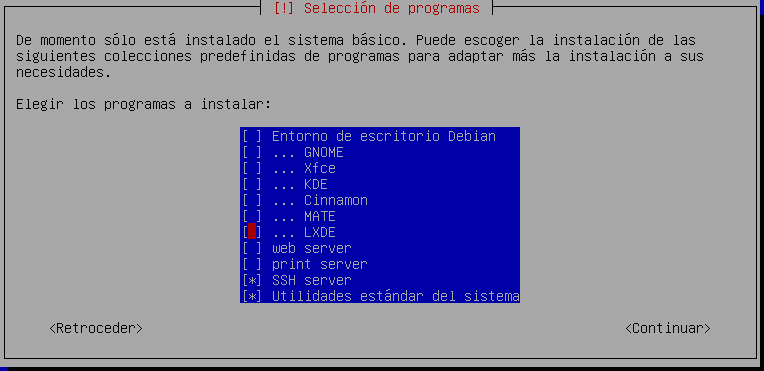 [!] Selección de programas
De momento sólo está instalado el sistema básico. Puede escoger la instalación de las
siguientes colecciones predefinidas de programas para adaptar más la instalación a sus
necesidades.
Elegir los programas a instalar:
[ ] Entorno de escritorio Debian
[ ] ... GNOME
[ ] ... Xfce
[ ] ... KDE
[ ] ... Cinnamon
[ ] ... MATE
[ ] ... LXDE
[ ] web server
[ ] print server
[*] SSH server
[*] Utilidades estándar del sistema
<Retroceder> <Continuar>